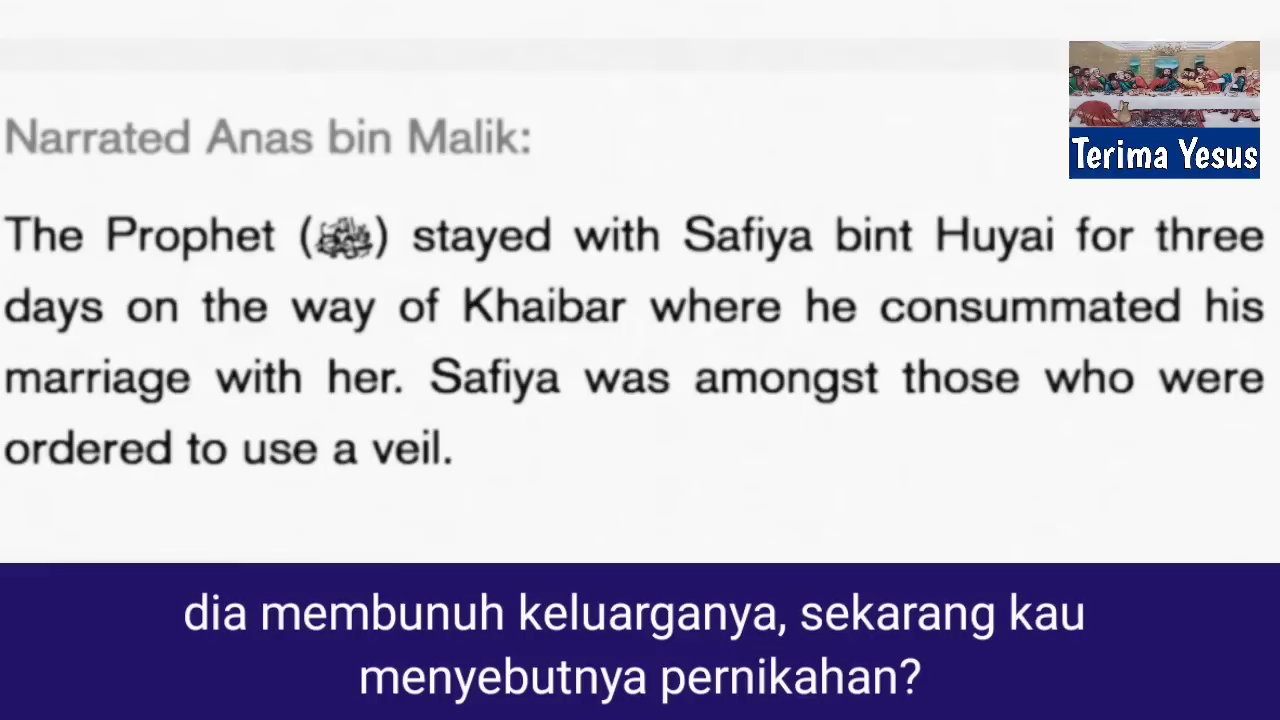 Terima Yesus
Narrated Anas bin Malik:
The Prophet (ﷺ) stayed with Safiya bint Huyai for three
days on the way of Khaibar where he consummated his
marriage with her. Safiya was amongst those who were
ordered to use a veil.
dia membunuh keluarganya, sekarang kau
menyebutnya pernikahan?